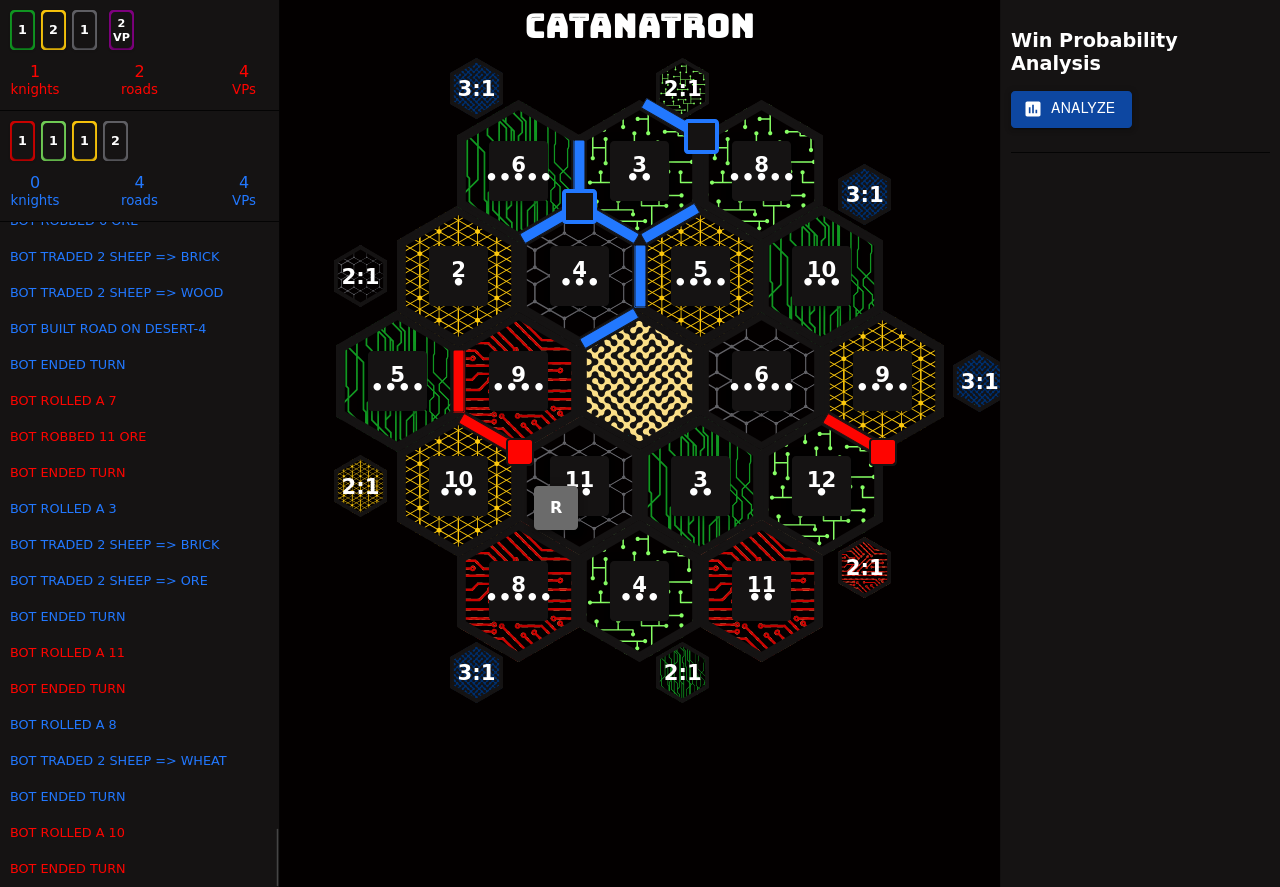 CATANATRON
1 2 1 2 VP
1 2 4
knights roads VPs
1 1 1 2
0 4 4
knights roads VPs
BOT ROBBED 6 ORE
BOT TRADED 2 SHEEP => BRICK
BOT TRADED 2 SHEEP => WOOD
BOT BUILT ROAD ON DESERT-4
BOT ENDED TURN
BOT ROLLED A 7
BOT ROBBED 11 ORE
BOT ENDED TURN
BOT ROLLED A 3
BOT TRADED 2 SHEEP => BRICK
BOT TRADED 2 SHEEP => ORE
BOT ENDED TURN
BOT ROLLED A 11
BOT ENDED TURN
BOT ROLLED A 8
BOT TRADED 2 SHEEP => WHEAT
BOT ENDED TURN
BOT ROLLED A 10
BOT ENDED TURN
3:1 2:1
6 3 8
3:1
2:1 2 4 5 10
5 9 6 9 3:1
2:1 10 11 3 12
R
8 4 11
2:1
3:1 2:1
Win Probability
Analysis
ANALYZE